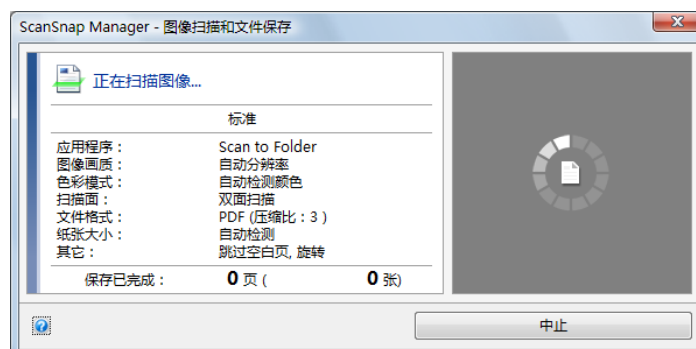 ScanSnap Manager - 图像扫描和文件保存
正在扫描图像...
标准
应用程序： Scan to Folder
图像画质： 自动分辨率
色彩模式： 自动检测颜色
扫描面： 双面扫描
文件格式： PDF (压缩比：3 )
纸张大小： 自动检测
其它： 跳过空白页, 旋转
保存已完成： 0 页 ( 0 张)
中止